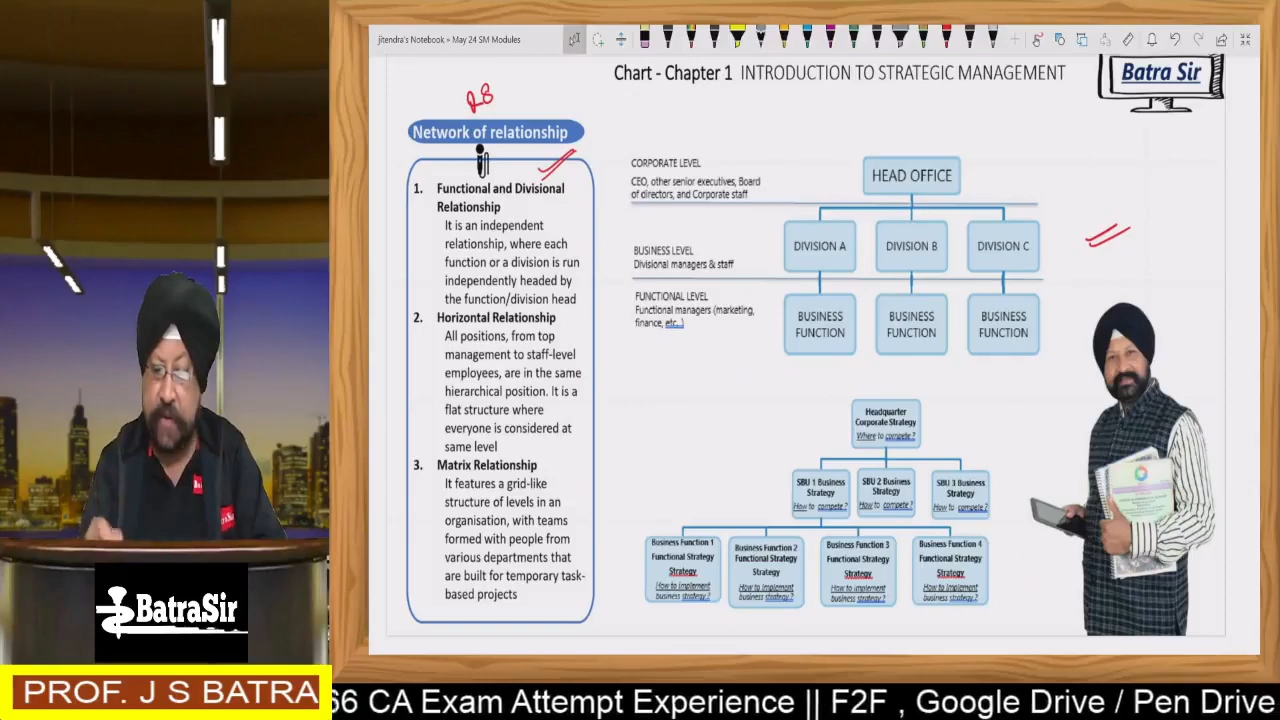 jitendra's Notebook » May 24 SM Modules
Chart - Chapter 1 INTRODUCTION TO STRATEGIC MANAGEMENT
Batra Sir
28
Network of relationship
1. Functional and Divisional
Relationship
It is an independent
relationship, where each
function or a division is run
independently headed by
the function/division head
2. Horizontal Relationship
All positions, from top
management to staff-level
employees, are in the same
hierarchical position. It is a
flat structure where
everyone is considered at
same level
3. Matrix Relationship
It features a grid-like
structure of levels in an
organisation, with teams
formed with people from
various departments that
are built for temporary task-
based projects
CORPORATE LEVEL
CEO, other senior executives, Board
of directors, and Corporate staff
HEAD OFFICE
BUSINESS LEVEL
Divisional managers & staff
DIVISION A
DIVISION B
DIVISION C
FUNCTIONAL LEVEL
Functional managers (marketing,
finance, etc..)
BUSINESS
FUNCTION
BUSINESS
FUNCTION
BUSINESS
FUNCTION
Headquarter
Corporate Strategy
Where to compete ?
SBU 1 Business
Strategy
How to compete ?
SBU 2 Business
Strategy
How to compete ?
SBU 3 Business
Strategy
How to compete ?
Business Function 1
Functional Strategy
Strategy
How to implement
business strategy.?
Business Function 2
Functional Strategy
Strategy
How to implement
business strategy.?
Business Function 3
Functional Strategy
Strategy
How to implement
business strategy.?
Business Function 4
Functional Strategy
Strategy
How to implement
business strategy.?
BatraSir
PROF. J S BATRA
66 CA Exam Attempt Experience || F2F , Google Drive / Pen Drive